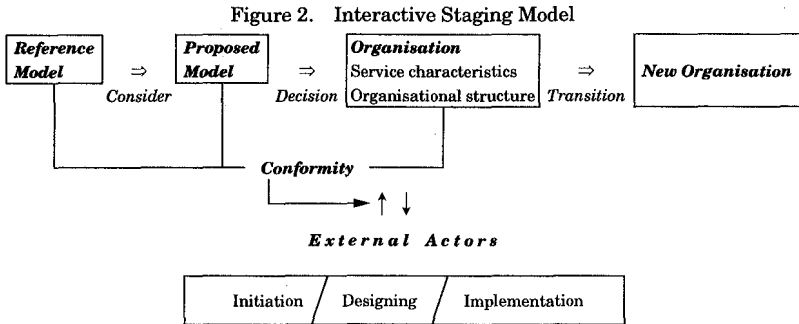 Figure 2. Interactive Staging Model
Reference
Model
⇒
Consider
Proposed
Model
⇒
Decision
Organisation
Service characteristics
Organisational structure
⇒
Transition
New Organisation
Conformity
↑ ↓
External Actors
Initiation / Designing / Implementation